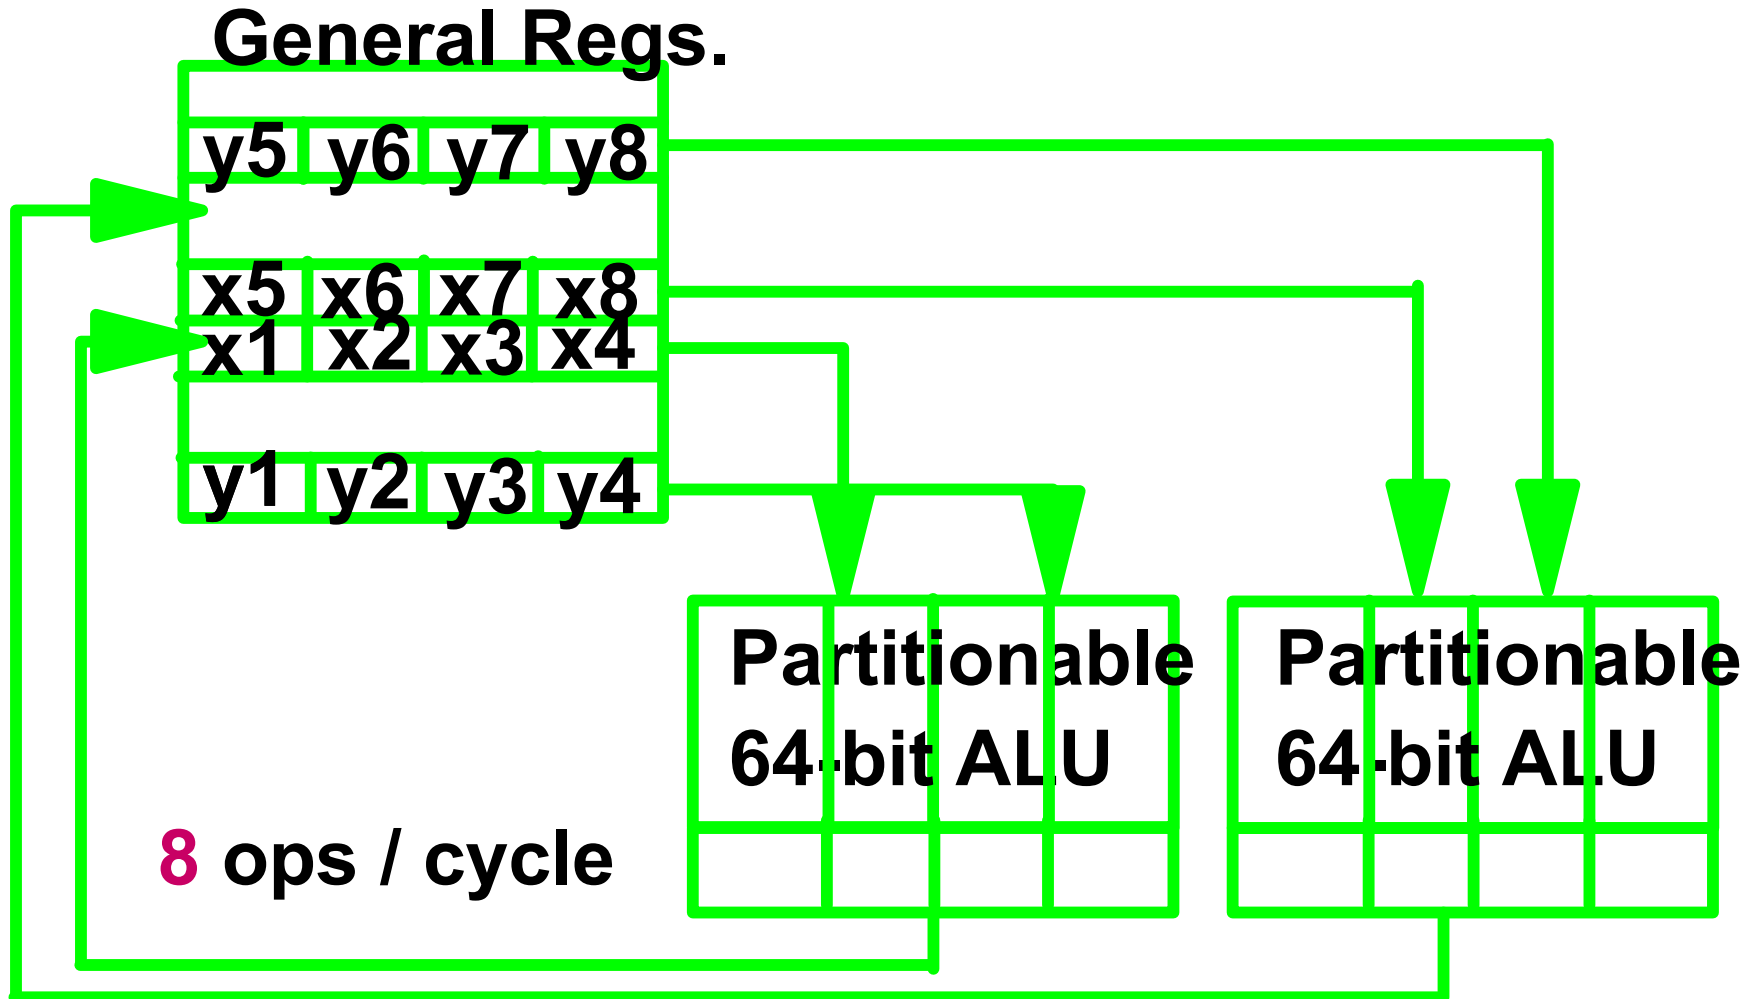 General Regs.
y5 y6 y7 y8
x5 x6 x7 x8
x1 x2 x3 x4
y1 y2 y3 y4
Partitionable
64-bit ALU
Partitionable
64-bit ALU
8 ops / cycle